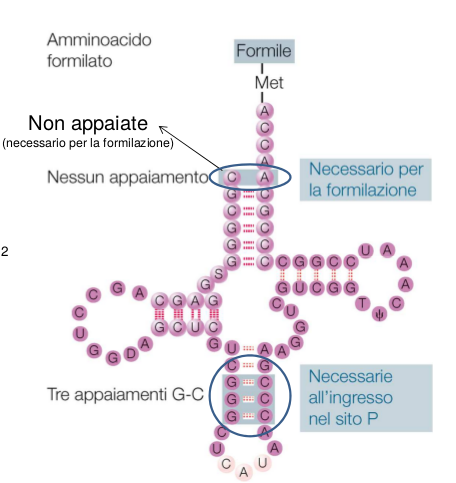 Amminoacido
formilato
Formile
Met
A
C
C
A
Non appaiate
(necessario per la formilazione)
Nessun appaiamento
C A
Necessario per
la formilazione
G C
C G
G C
G C
G C
2
C G G C C U A A A C ψ T
G U C G G
S
G
C C G A C G A G
U G G D A G C U C
G
C U G G A
U A
C G
G C
G C
G C
Tre appaiamenti G-C
Necessarie
all'ingresso
nel sito P
C A
U A
C A U